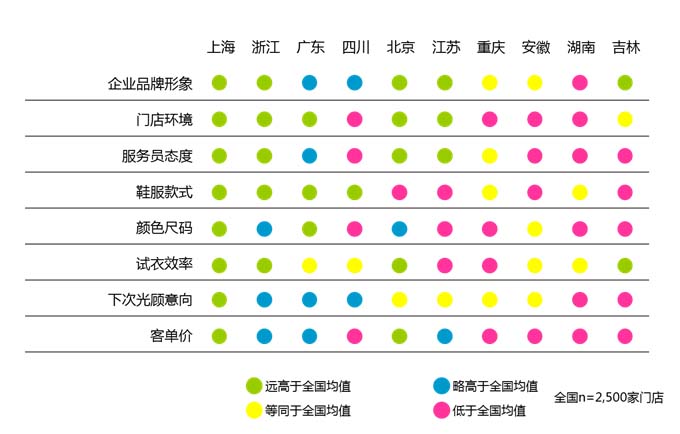 上海 浙江 广东 四川 北京 江苏 重庆 安徽 湖南 吉林
企业品牌形象
门店环境
服务员态度
鞋服款式
颜色尺码
试衣效率
下次光顾意向
客单价
远高于全国均值 略高于全国均值
等同于全国均值 低于全国均值
全国n=2,500家门店